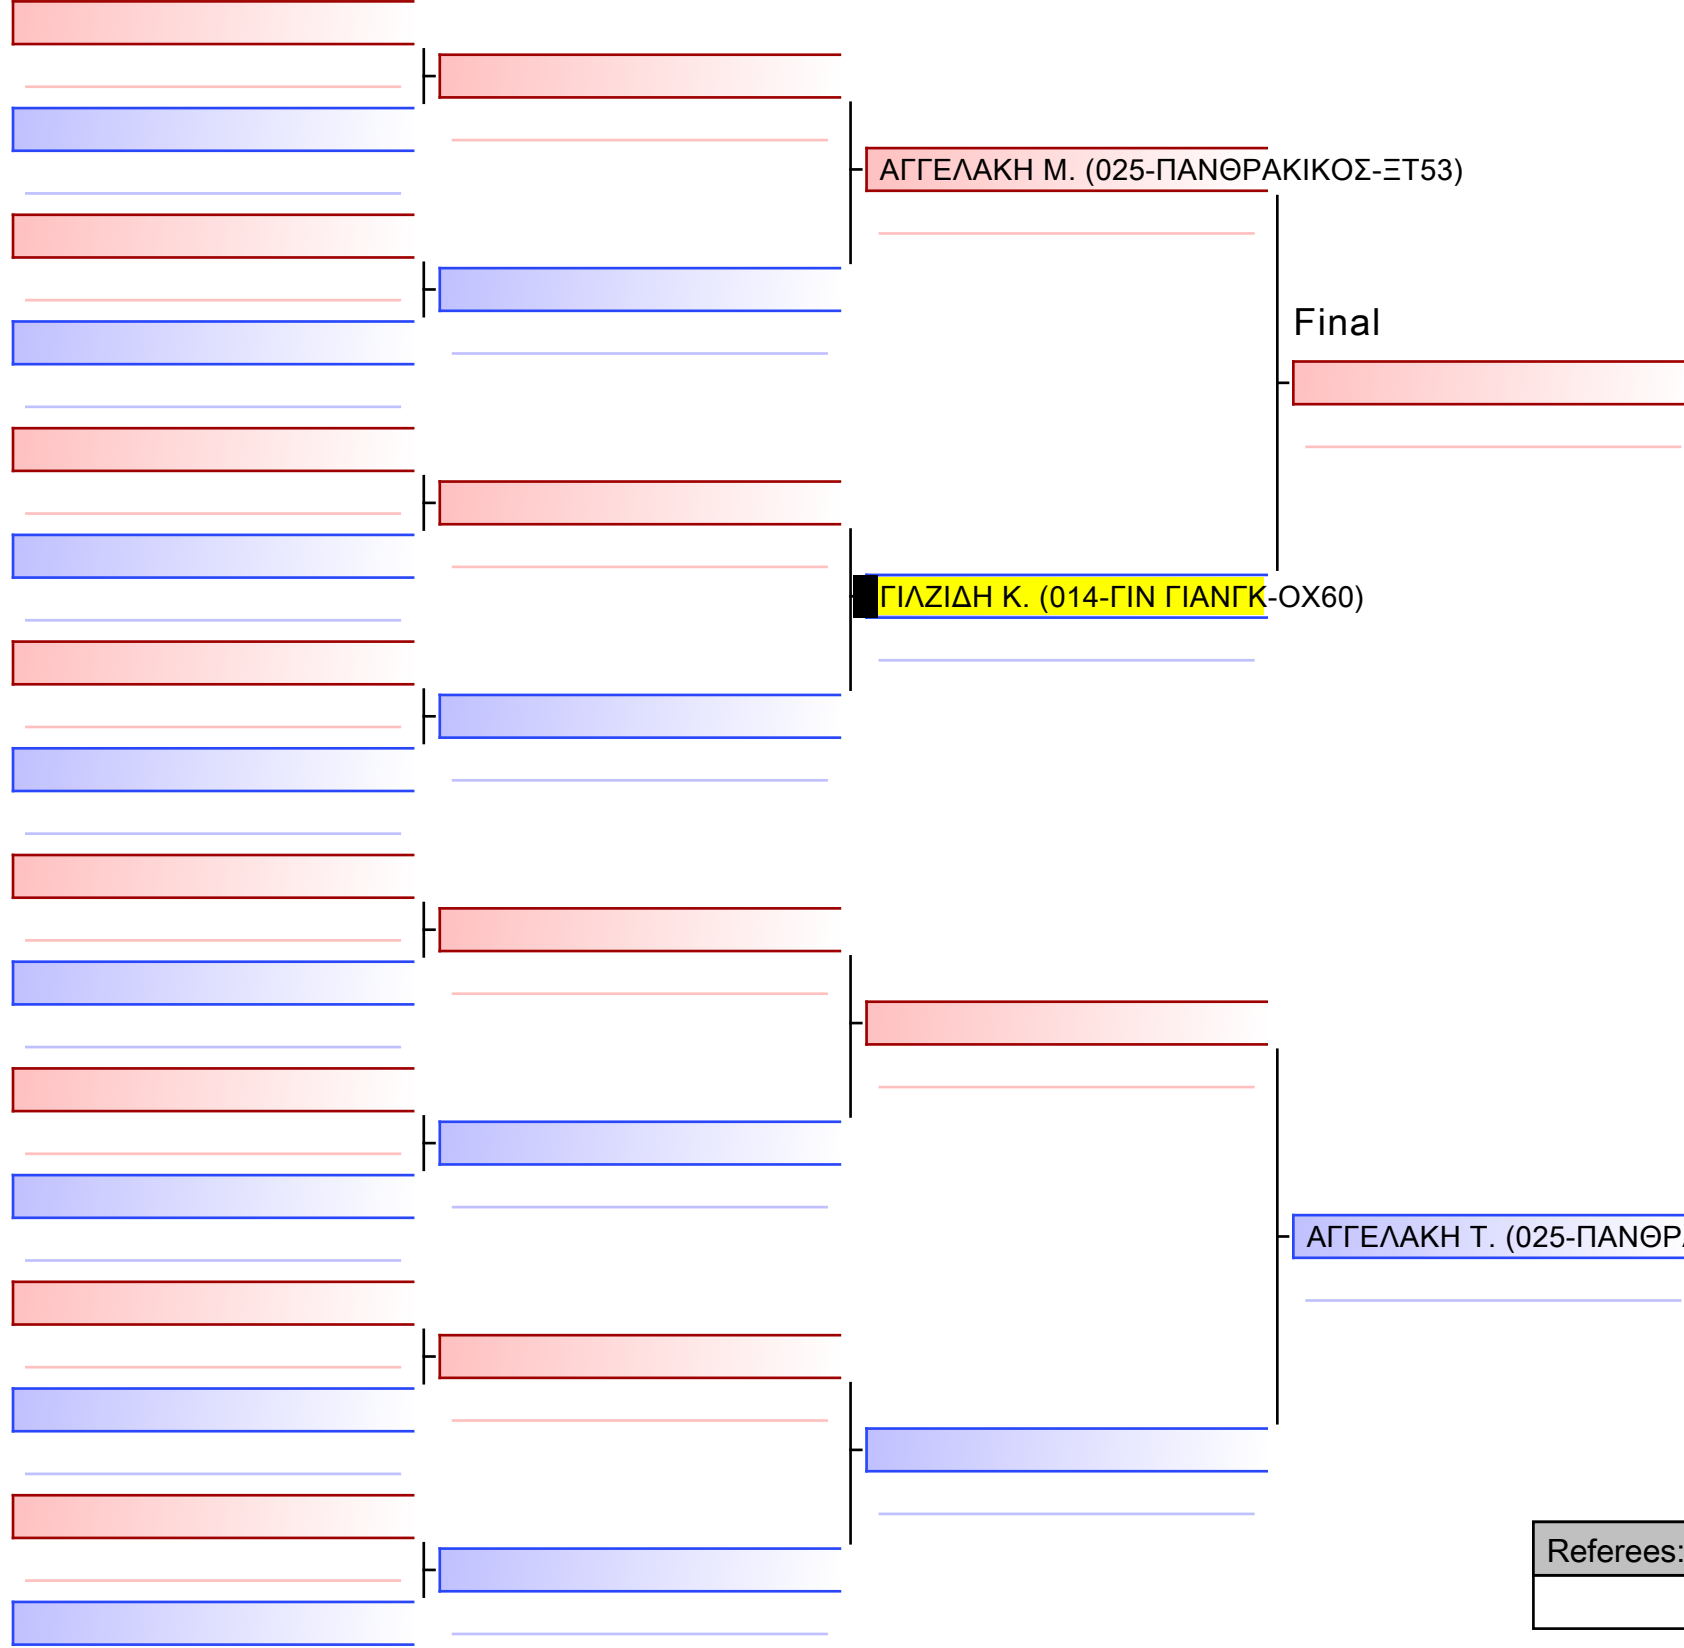 ΑΓΓΕΛΑΚΗ Μ. (025-ΠΑΝΘΡΑΚΙΚΟΣ-ΞΤ53)
Final
ΓΙΛΖΙΔΗ Κ. (014-ΓΙΝ ΓΙΑΝΓΚ-ΟΧ60)
ΑΓΓΕΛΑΚΗ Τ. (025-ΠΑΝΘΡ
Referees: